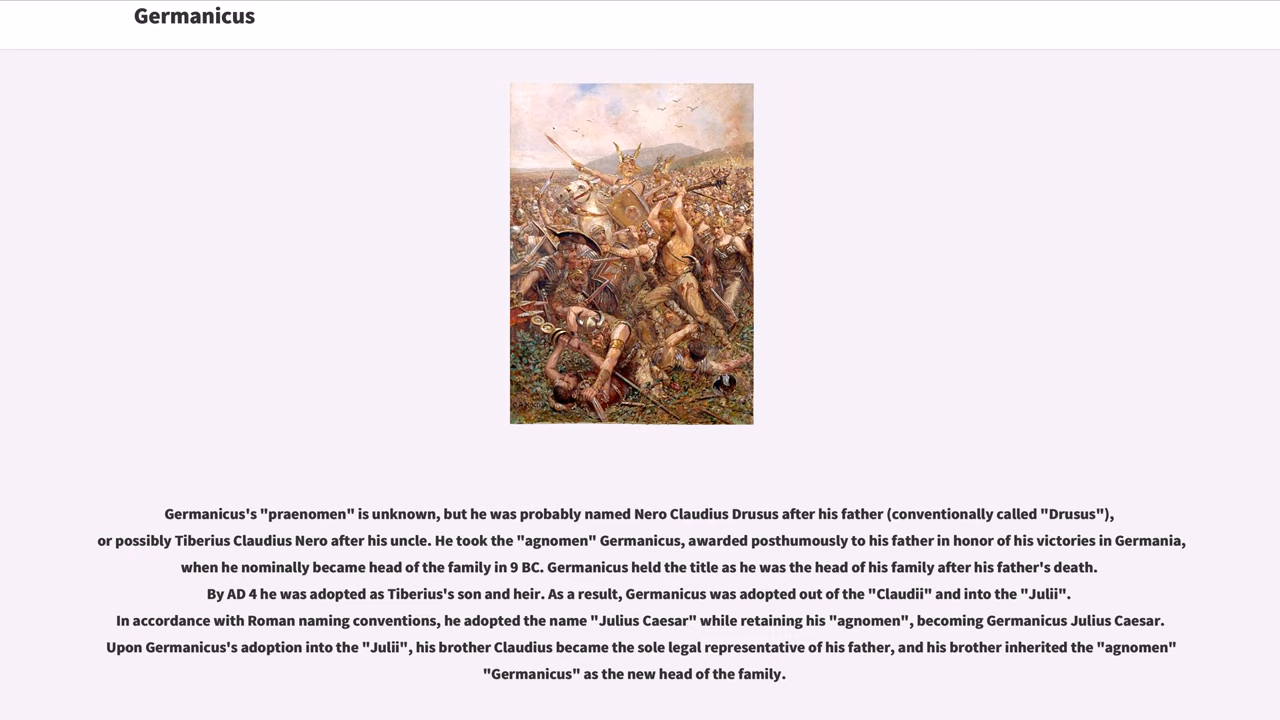 Germanicus
Germanicus's "praenomen" is unknown, but he was probably named Nero Claudius Drusus after his father (conventionally called "Drusus"),
or possibly Tiberius Claudius Nero after his uncle. He took the "agnomen" Germanicus, awarded posthumously to his father in honor of his victories in Germania,
when he nominally became head of the family in 9 BC. Germanicus held the title as he was the head of his family after his father's death.
By AD 4 he was adopted as Tiberius's son and heir. As a result, Germanicus was adopted out of the "Claudii" and into the "Julii".
In accordance with Roman naming conventions, he adopted the name "Julius Caesar" while retaining his "agnomen", becoming Germanicus Julius Caesar.
Upon Germanicus's adoption into the "Julii", his brother Claudius became the sole legal representative of his father, and his brother inherited the "agnomen"
"Germanicus" as the new head of the family.